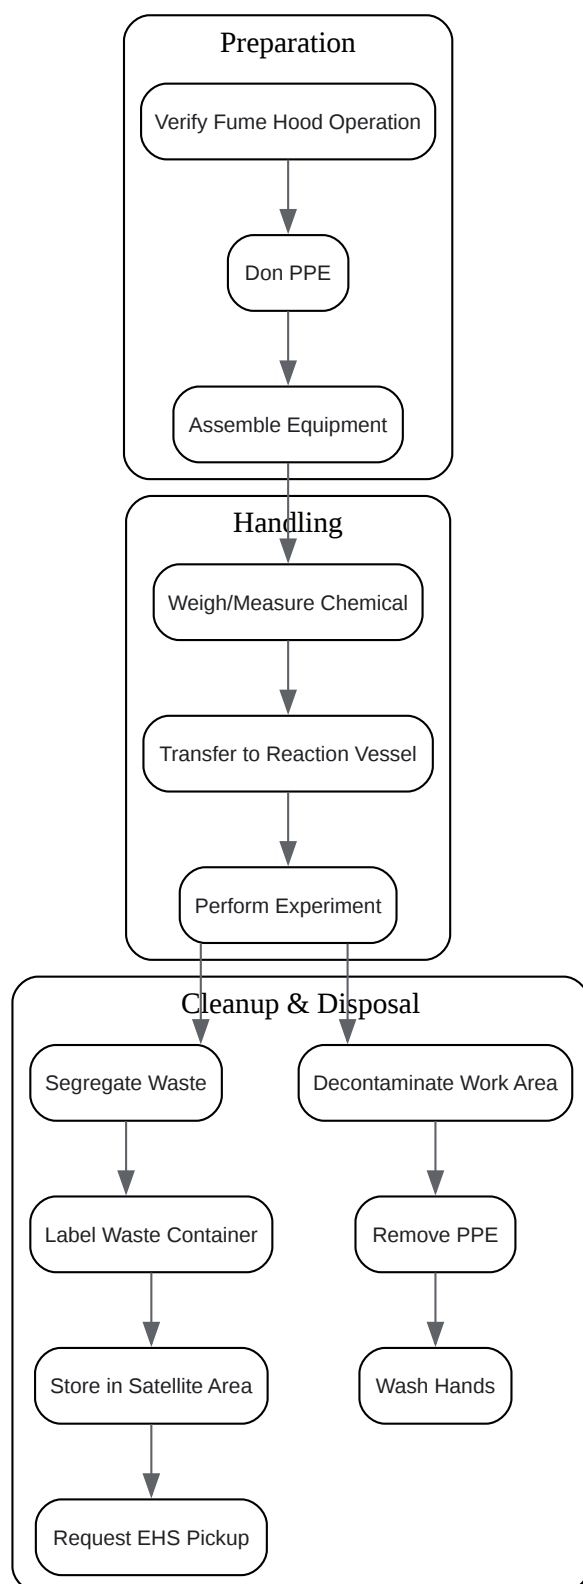 Preparation
Verify Fume Hood Operation
Don PPE
Assemble Equipment
Handling
Weigh/Measure Chemical
Transfer to Reaction Vessel
Perform Experiment
Cleanup & Disposal
Segregate Waste
Decontaminate Work Area
Label Waste Container
Remove PPE
Store in Satellite Area
Wash Hands
Request EHS Pickup